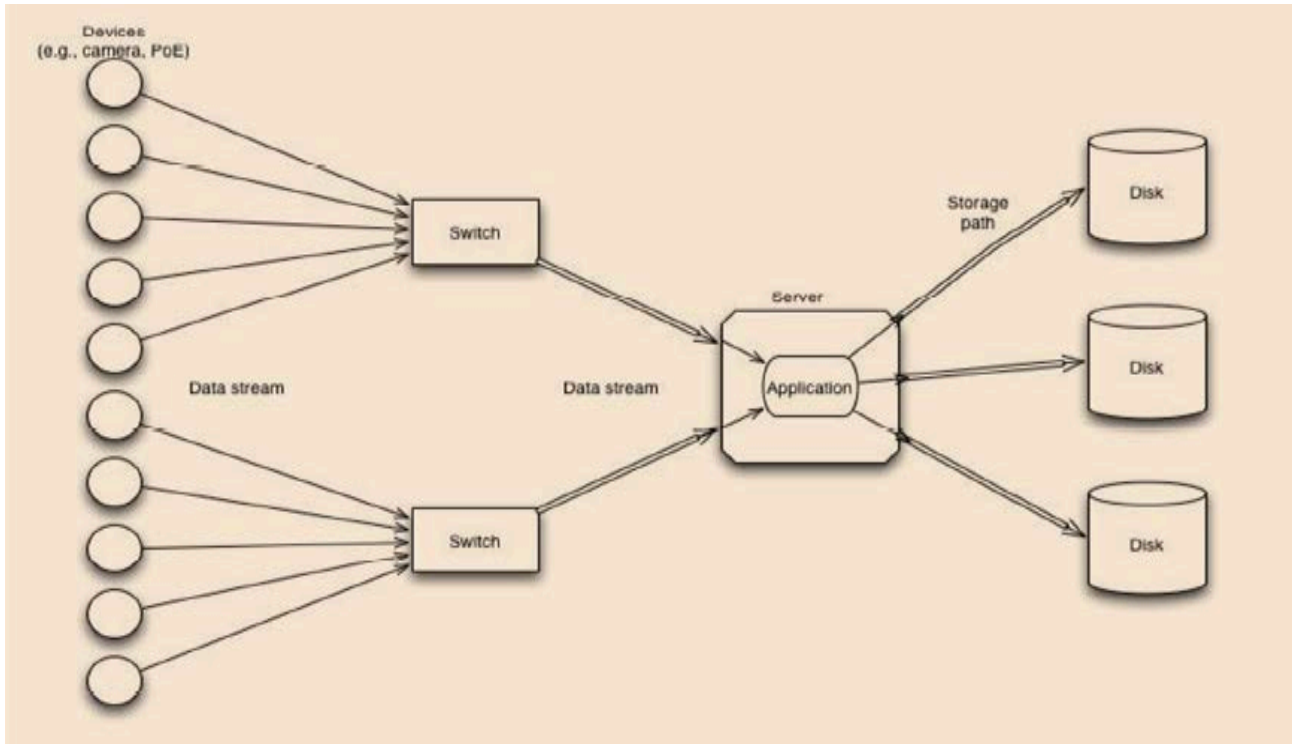 Devices
(e.g., camera, PoE)
Switch
Data stream
Switch
Data stream
Server
Application
Storage
path
Disk
Disk
Disk